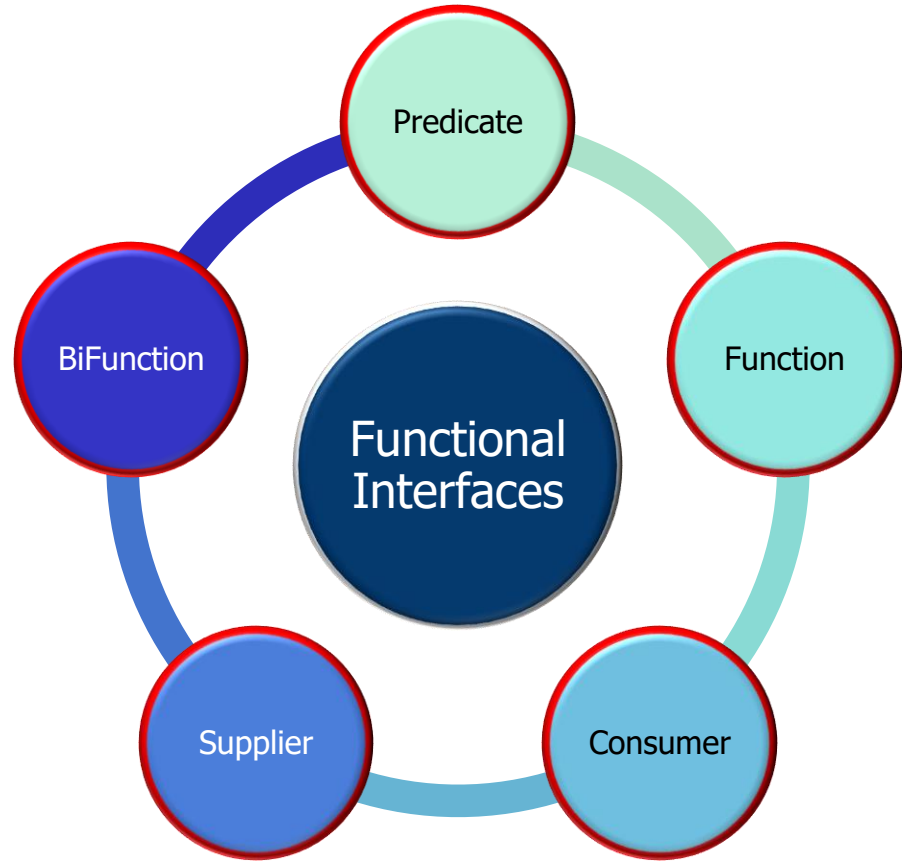 Predicate
BiFunction
Function
Functional
Interfaces
Supplier
Consumer